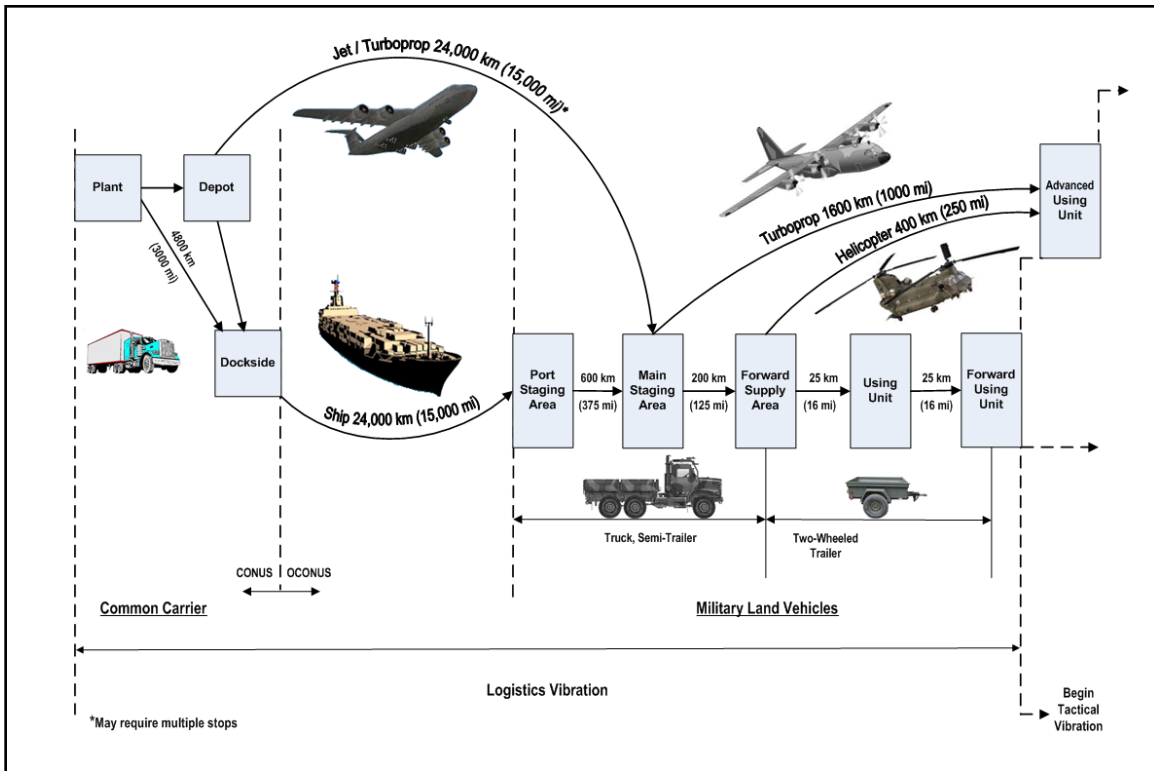 Jet / Turboprop 24,000 km (15,000 mi)*
Plant
Depot
4800 km
(3000 mi)
Dockside
Ship 24,000 km (15,000 mi)
Turboprop 1600 km (1000 mi)
Helicopter 400 km (250 mi)
Advanced
Using
Unit
Port
Staging
Area
600 km
(375 mi)
Main
Staging
Area
200 km
(125 mi)
Forward
Supply
Area
25 km
(16 mi)
Using
Unit
25 km
(16 mi)
Forward
Using
Unit
Truck, Semi-Trailer
Two-Wheeled
Trailer
CONUS
OCONUS
Common Carrier
Military Land Vehicles
Logistics Vibration
*May require multiple stops
Begin
Tactical
Vibration